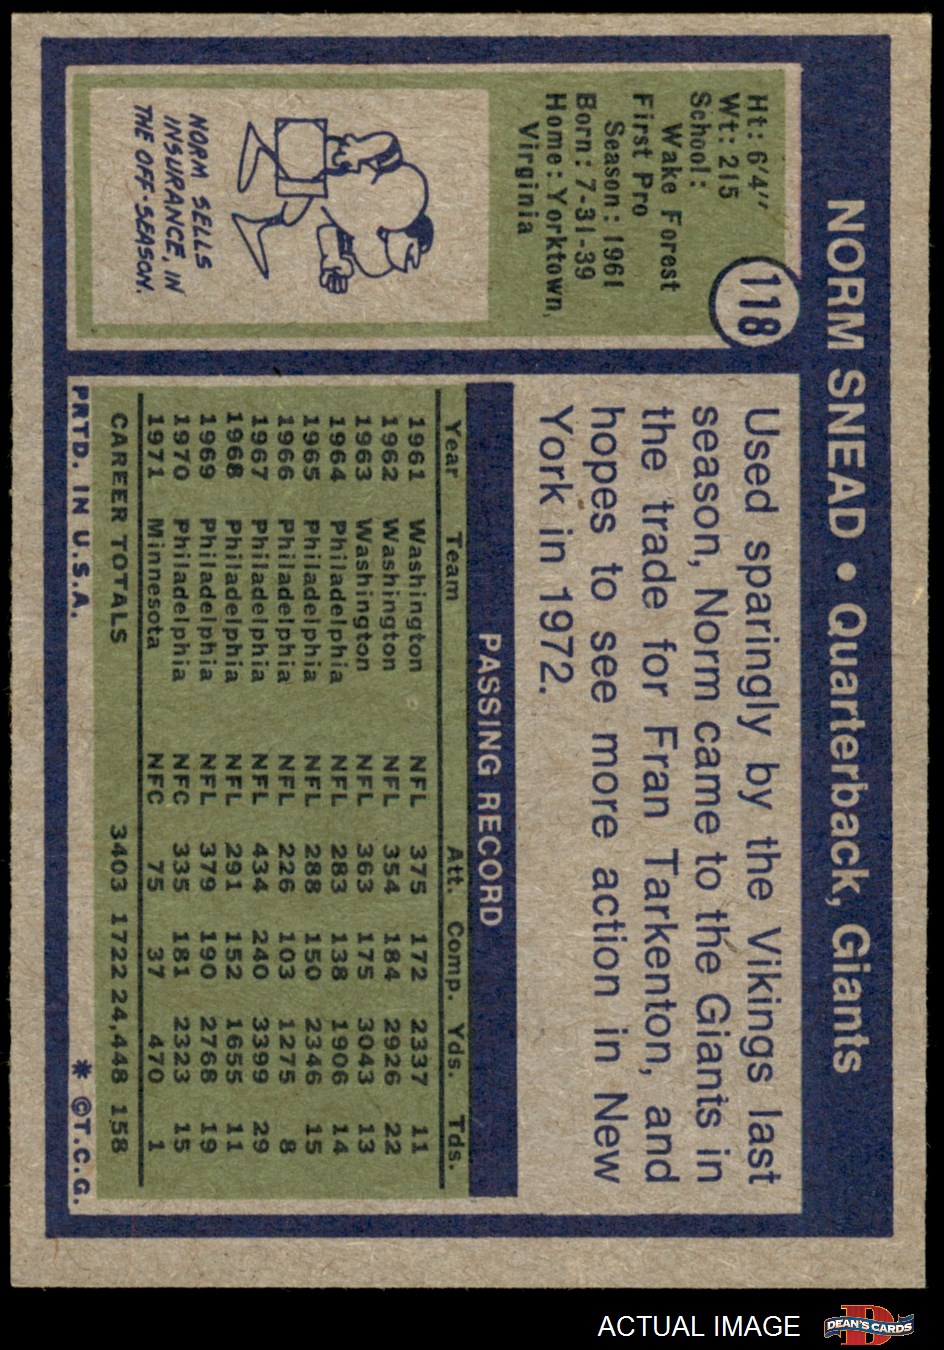 NORM SNEAD • Quarterback, Giants
118
Ht: 6'4"
Wt: 215
School:
Wake Forest
First Pro
Season: 1961
Born: 7-31-39
Home: Yorktown,
Virginia
NORM SELLS
INSURANCE, IN
THE OFF-SEASON.
Used sparingly by the Vikings last
season, Norm came to the Giants in
the trade for Fran Tarkenton, and
hopes to see more action in New
York in 1972.
PASSING RECORD
Year Team Att. Comp. Yds. Tds.
1961 Washington NFL 375 172 2337 11
1962 Washington NFL 354 184 2926 22
1963 Washington NFL 363 175 3043 13
1964 Philadelphia NFL 283 138 1906 14
1965 Philadelphia NFL 288 150 2346 15
1966 Philadelphia NFL 226 103 1275 8
1967 Philadelphia NFL 434 240 3399 29
1968 Philadelphia NFL 291 152 1655 11
1969 Philadelphia NFL 379 190 2768 19
1970 Philadelphia NFC 335 181 2323 15
1971 Minnesota NFC 75 37 470 1
CAREER TOTALS 3403 1722 24,448 158
PRTD. IN U.S.A. * ©T.C.G.
ACTUAL IMAGE
DEAN'S CARDS